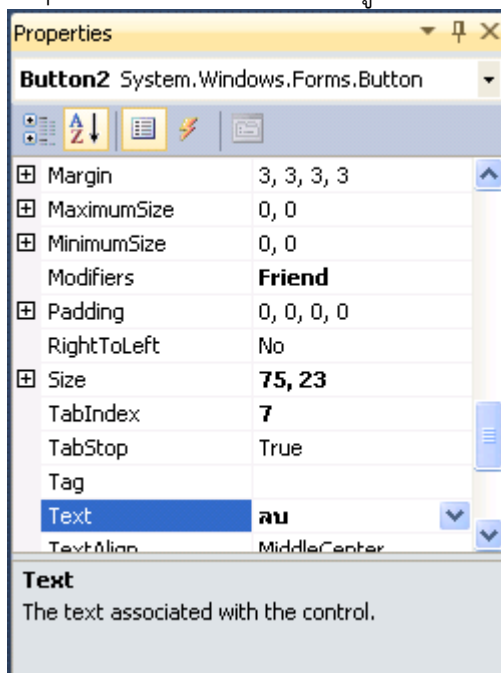 Properties
Button2 System.Windows.Forms.Button
Margin 3, 3, 3, 3
MaximumSize 0, 0
MinimumSize 0, 0
Modifiers Friend
Padding 0, 0, 0, 0
RightToLeft No
Size 75, 23
TabIndex 7
TabStop True
Tag
Text ลบ
TextAlign MiddleCenter
Text
The text associated with the control.